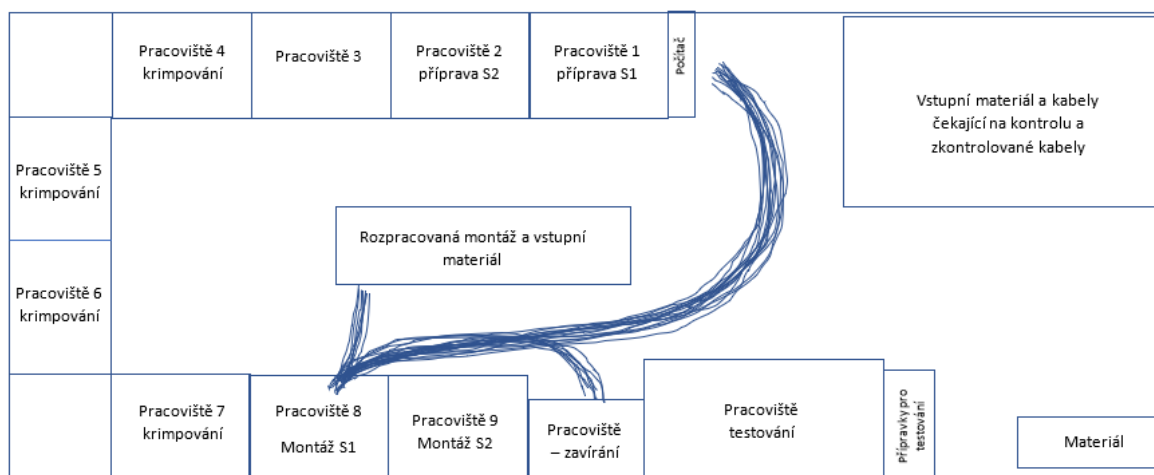 Pracoviště 4
krimpování
Pracoviště 3
Pracoviště 2
příprava S2
Pracoviště 1
příprava S1
Počítač
Vstupní materiál a kabely
čekající na kontrolu a
zkontrolované kabely
Pracoviště 5
krimpování
Rozpracovaná montáž a vstupní
materiál
Pracoviště 6
krimpování
Pracoviště 7
krimpování
Pracoviště 8
Montáž S1
Pracoviště 9
Montáž S2
Pracoviště
– zavírání
Pracoviště
testování
Přípravky pro
testování
Materiál